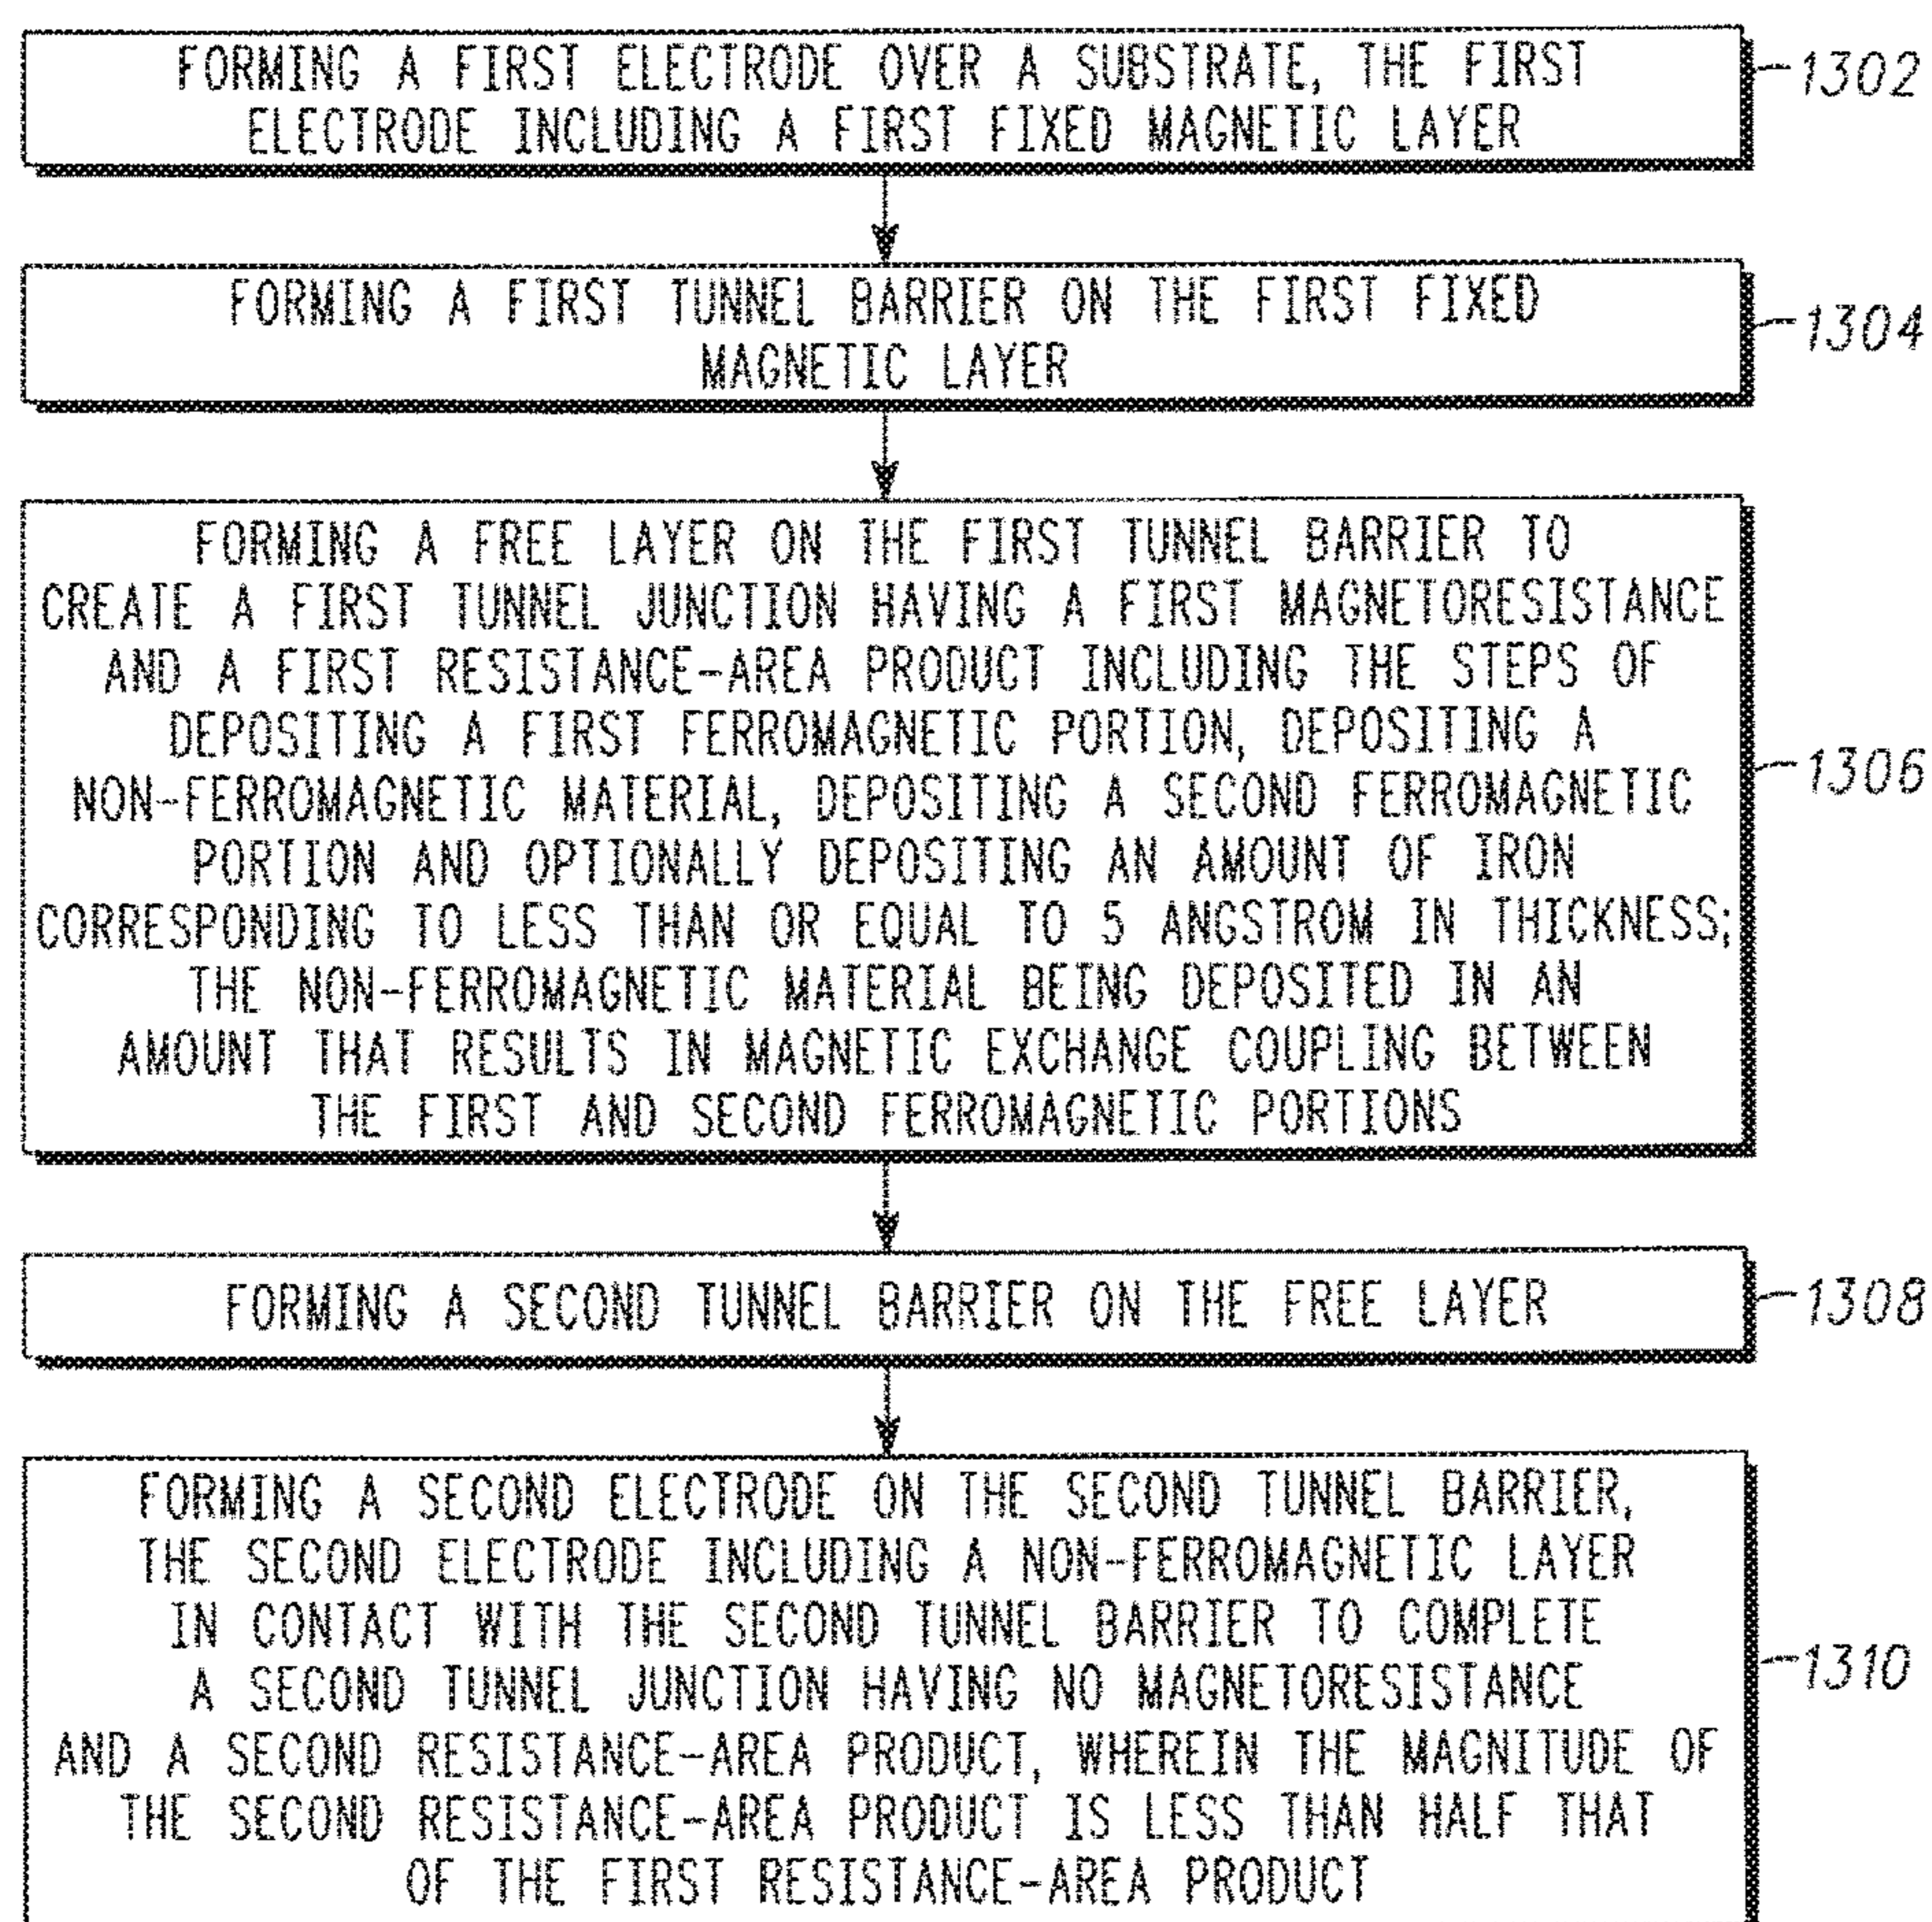 FORMING A FIRST ELECTRODE OVER A SUBSTRATE, THE FIRST
ELECTRODE INCLUDING A FIRST FIXED MAGNETIC LAYER
1302
FORMING A FIRST TUNNEL BARRIER ON THE FIRST FIXED
MAGNETIC LAYER
1304
FORMING A FREE LAYER ON THE FIRST TUNNEL BARRIER TO
CREATE A FIRST TUNNEL JUNCTION HAVING A FIRST MAGNETORESISTANCE
AND A FIRST RESISTANCE-AREA PRODUCT INCLUDING THE STEPS OF
DEPOSITING A FIRST FERROMAGNETIC PORTION, DEPOSITING A
NON-FERROMAGNETIC MATERIAL, DEPOSITING A SECOND FERROMAGNETIC
PORTION AND OPTIONALLY DEPOSITING AN AMOUNT OF IRON
CORRESPONDING TO LESS THAN OR EQUAL TO 5 ANGSTROM IN THICKNESS;
THE NON-FERROMAGNETIC MATERIAL BEING DEPOSITED IN AN
AMOUNT THAT RESULTS IN MAGNETIC EXCHANGE COUPLING BETWEEN
THE FIRST AND SECOND FERROMAGNETIC PORTIONS
1306
FORMING A SECOND TUNNEL BARRIER ON THE FREE LAYER
1308
FORMING A SECOND ELECTRODE ON THE SECOND TUNNEL BARRIER,
THE SECOND ELECTRODE INCLUDING A NON-FERROMAGNETIC LAYER
IN CONTACT WITH THE SECOND TUNNEL BARRIER TO COMPLETE
A SECOND TUNNEL JUNCTION HAVING NO MAGNETORESISTANCE
AND A SECOND RESISTANCE-AREA PRODUCT, WHEREIN THE MAGNITUDE OF
THE SECOND RESISTANCE-AREA PRODUCT IS LESS THAN HALF THAT
OF THE FIRST RESISTANCE-AREA PRODUCT
1310